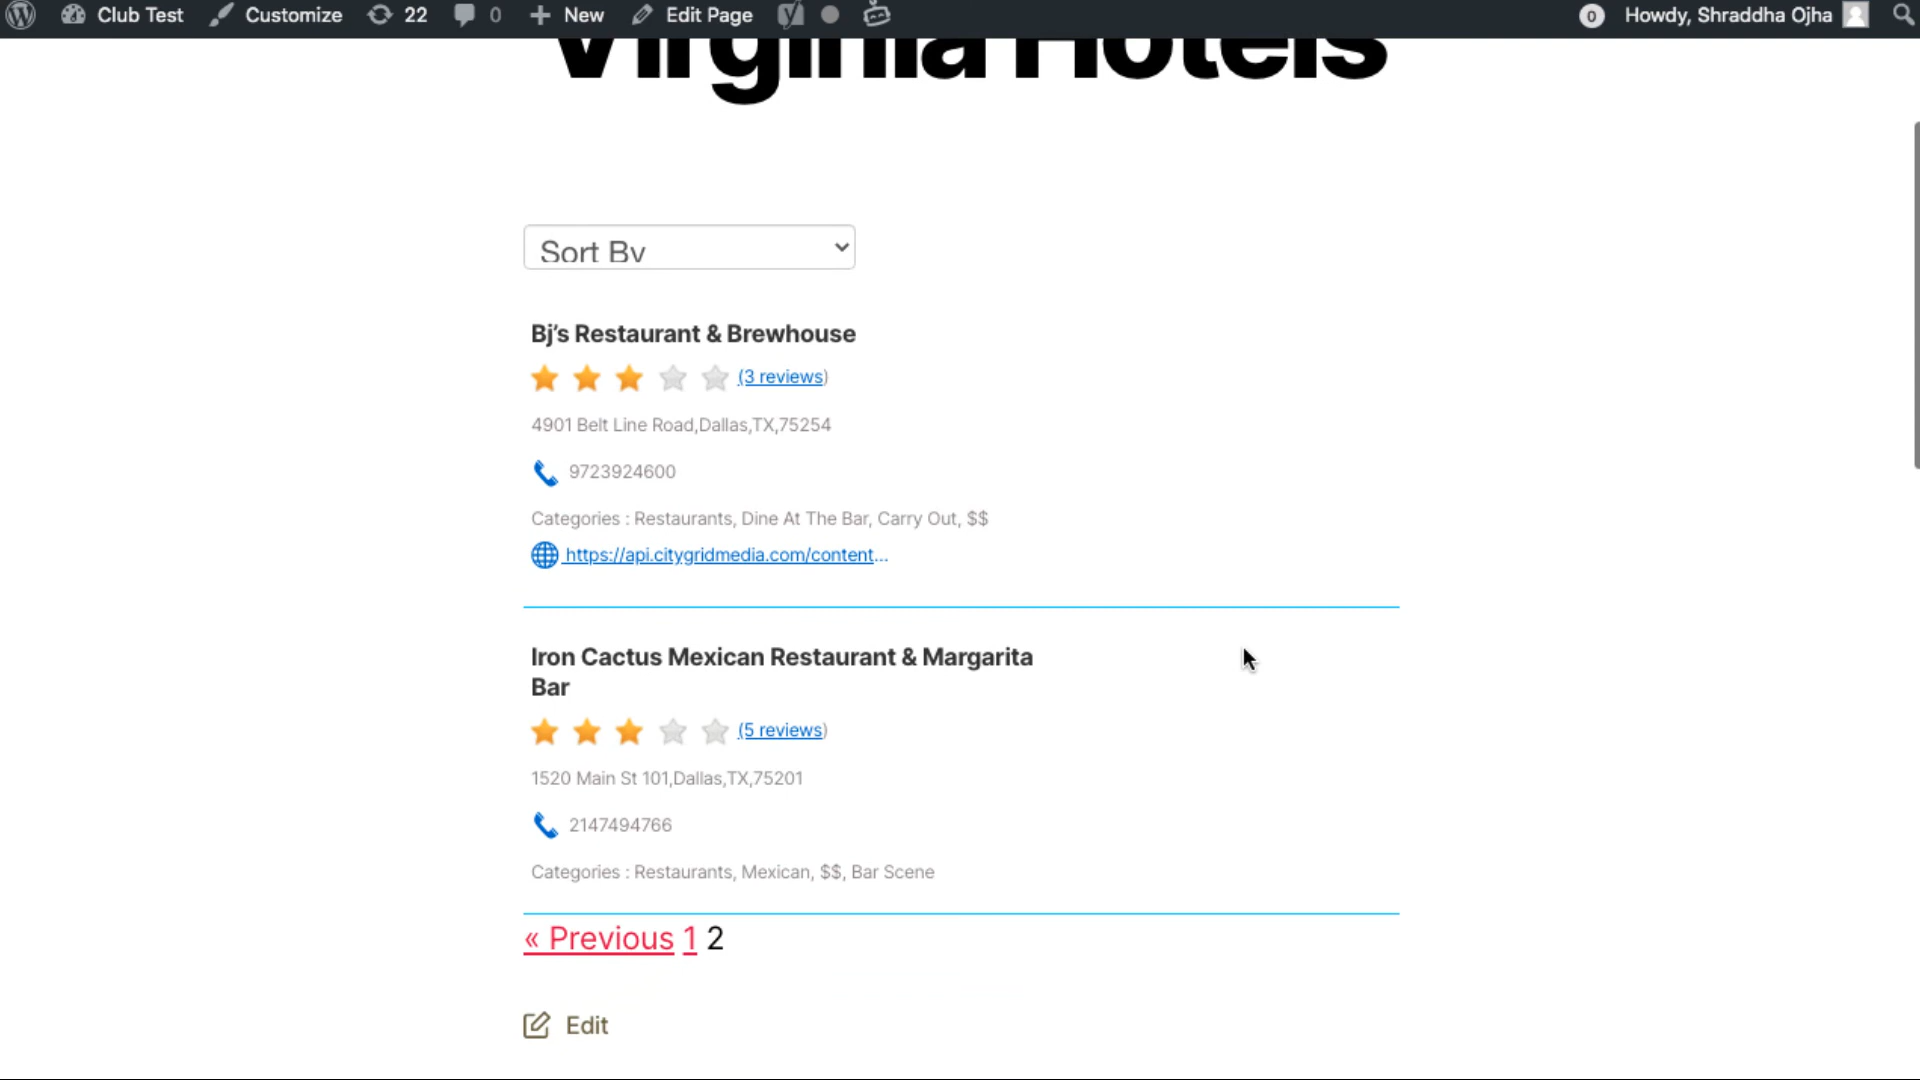 Club Test Customize 22 0 New Edit Page 0 Howdy, Shraddha Ojha
Virginia Hotels
Sort By
Bj's Restaurant & Brewhouse
(3 reviews)
4901 Belt Line Road,Dallas,TX,75254
9723924600
Categories : Restaurants, Dine At The Bar, Carry Out, $$
https://api.citygridmedia.com/content...
Iron Cactus Mexican Restaurant & Margarita
Bar
(5 reviews)
1520 Main St 101,Dallas,TX,75201
2147494766
Categories : Restaurants, Mexican, $$, Bar Scene
« Previous 1 2
Edit